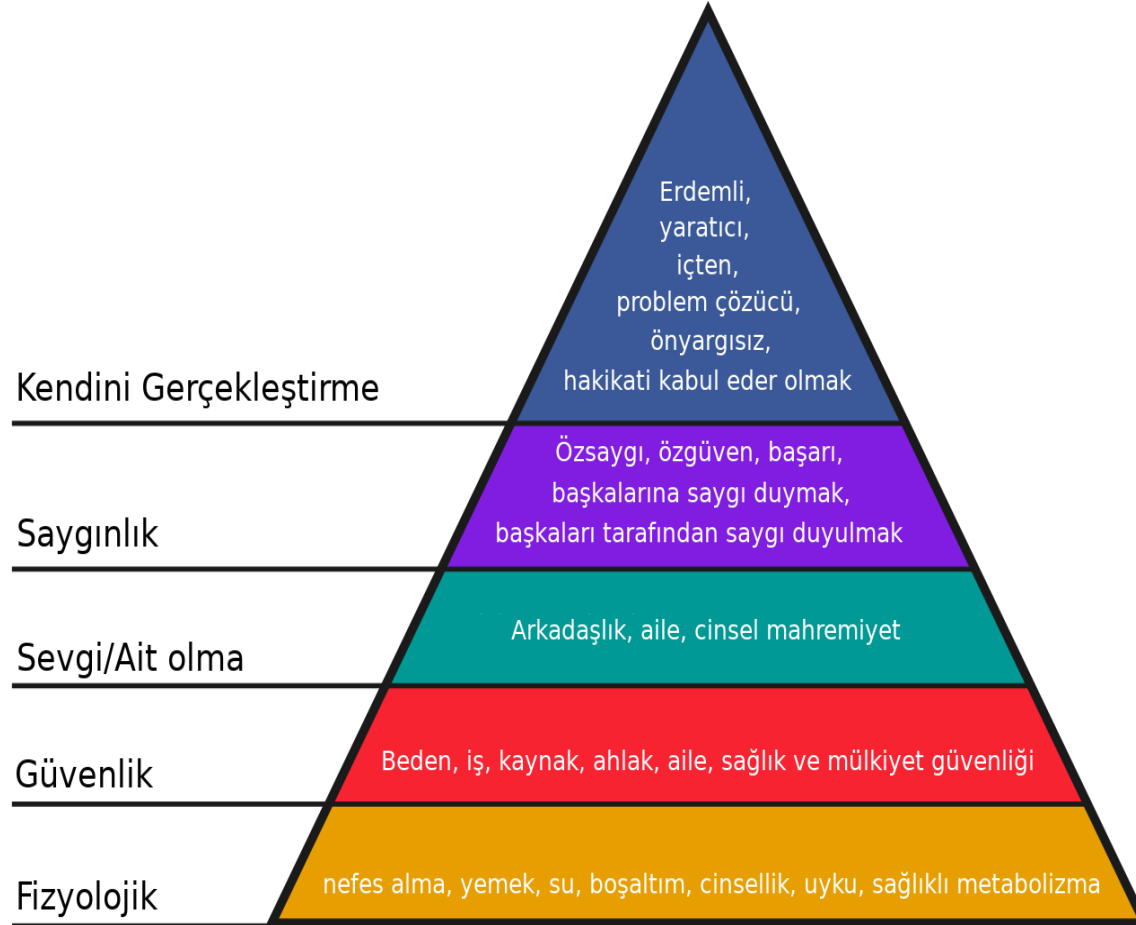 Erdemli,
yaratıcı,
içten,
problem çözücü,
önyargısız,
hakikati kabul eder olmak
Kendini Gerçekleştirme
Özsaygı, özgüven, başarı,
başkalarına saygı duymak,
başkaları tarafından saygı duyulmak
Saygınlık
Arkadaşlık, aile, cinsel mahremiyet
Sevgi/Ait olma
Beden, iş, kaynak, ahlak, aile, sağlık ve mülkiyet güvenliği
Güvenlik
nefes alma, yemek, su, boşaltım, cinsellik, uyku, sağlıklı metabolizma
Fizyolojik